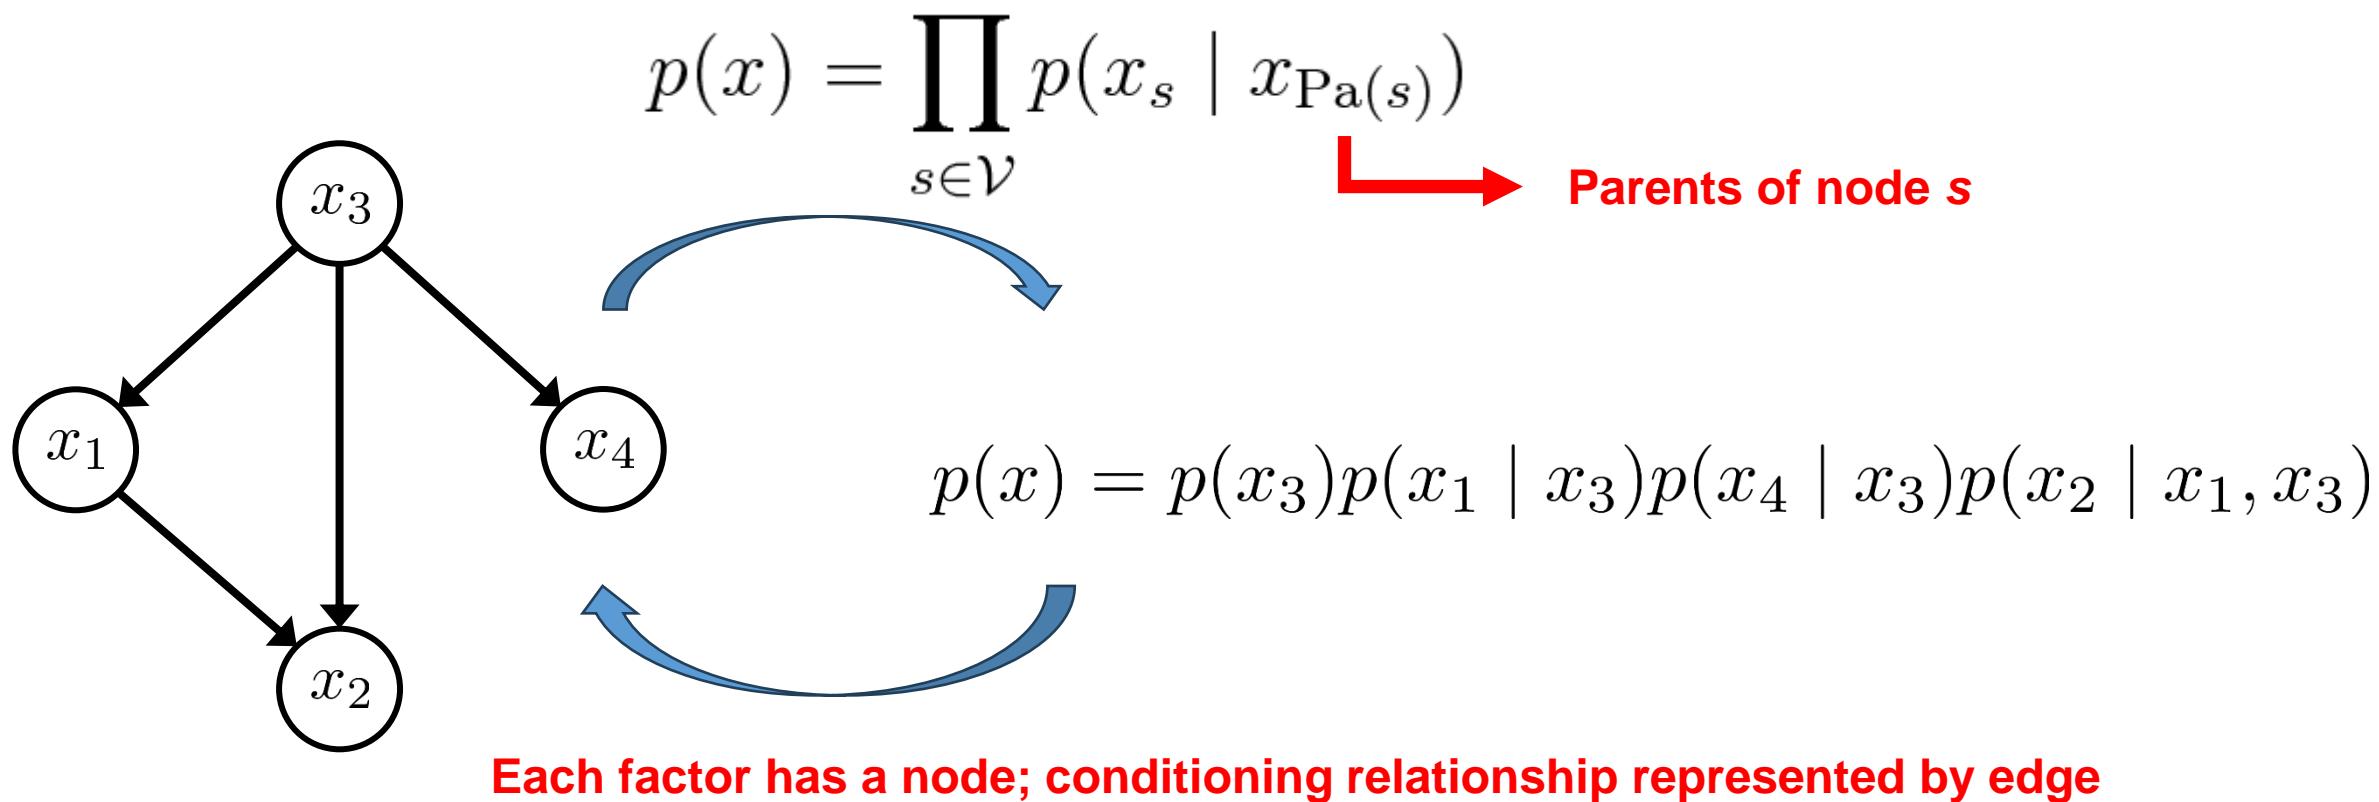 p(x) = ∏_{s∈𝒱} p(x_s | x_{Pa(s)})
Parents of node s
x_3
x_1
x_4
p(x) = p(x_3)p(x_1 | x_3)p(x_4 | x_3)p(x_2 | x_1, x_3)
x_2
Each factor has a node; conditioning relationship represented by edge